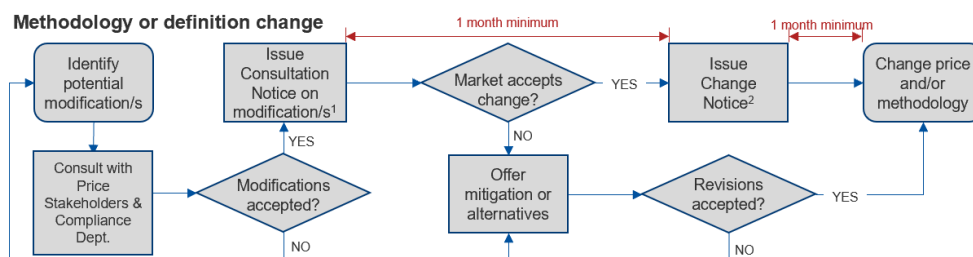 Methodology or definition change
1 month minimum
1 month minimum
Identify
potential
modification/s
Issue
Consultation
Notice on
modification/s¹
Market accepts
change?
YES
Issue
Change
Notice²
Change price
and/or
methodology
YES
NO
Consult with
Price
Stakeholders &
Compliance
Dept.
Modifications
accepted?
Offer
mitigation or
alternatives
Revisions
accepted?
YES
NO
NO